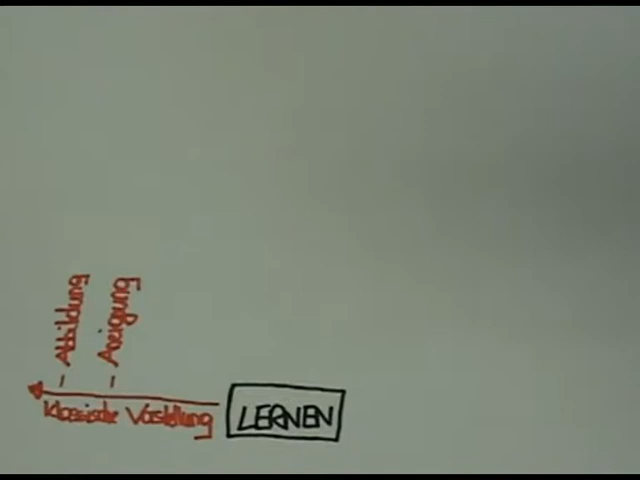 - Abbildung
- Aneignung
Klassische Vorstellung
LERNEN